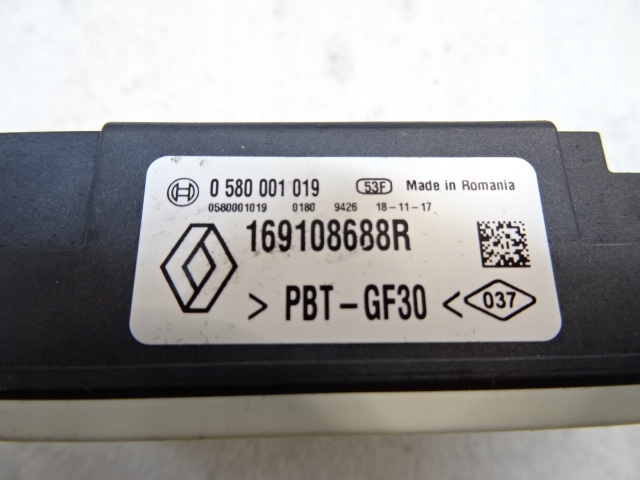 0 580 001 019 53F Made in Romania
0580001019 0180 9426 18-11-17
169108688R
> PBT-GF30 < 037